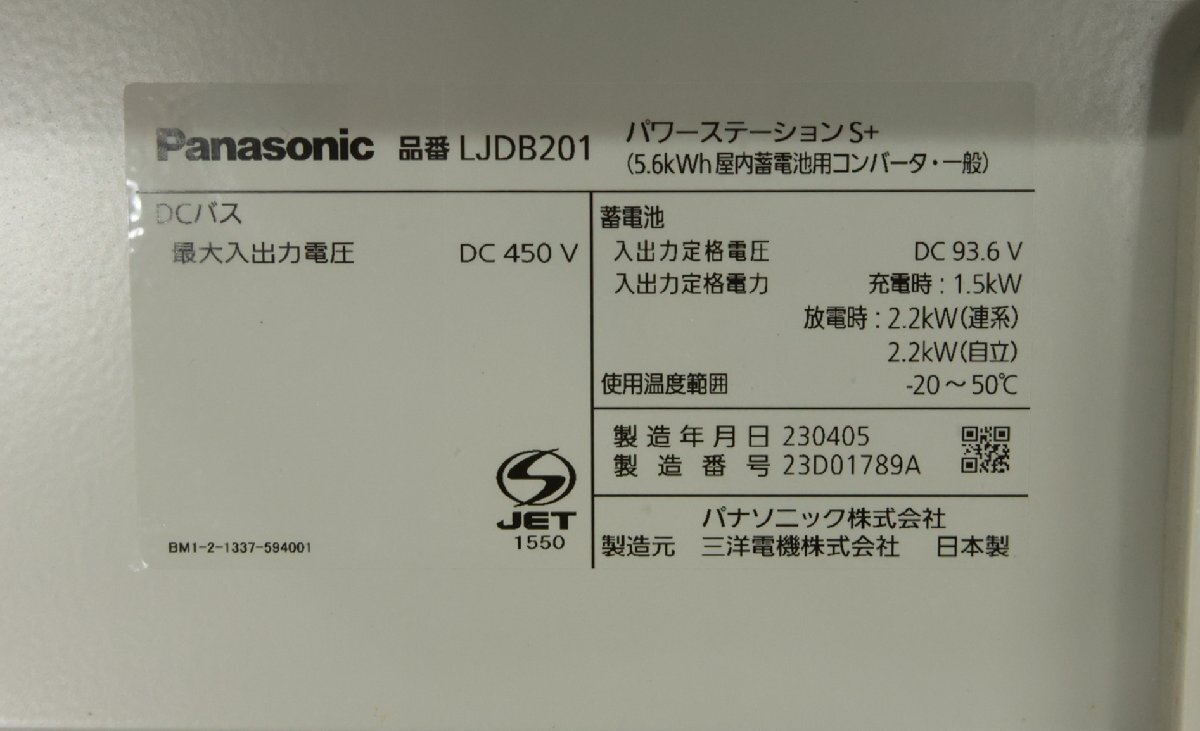 Panasonic 品番 LJDB201
パワーステーションS+
(5.6kWh屋内蓄電池用コンバータ・一般)
DCバス
最大入出力電圧 DC 450 V
蓄電池
入出力定格電圧 DC 93.6 V
入出力定格電力 充電時 : 1.5kW
放電時 : 2.2kW(連系)
2.2kW(自立)
使用温度範囲 -20～50℃
製造年月日 230405
製造番号 23D01789A
JET
1550
BM1-2-1337-594001
パナソニック株式会社
製造元 三洋電機株式会社 日本製